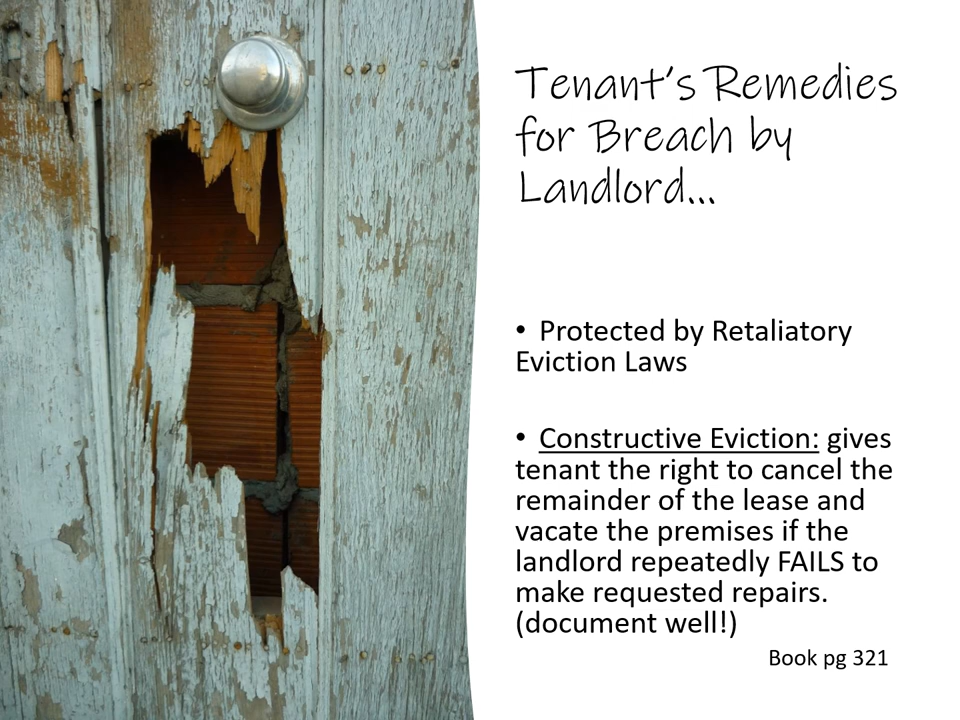 Tenant's Remedies
for Breach by
Landlord...
• Protected by Retaliatory
Eviction Laws
• Constructive Eviction: gives
tenant the right to cancel the
remainder of the lease and
vacate the premises if the
landlord repeatedly FAILS to
make requested repairs.
(document well!)
Book pg 321